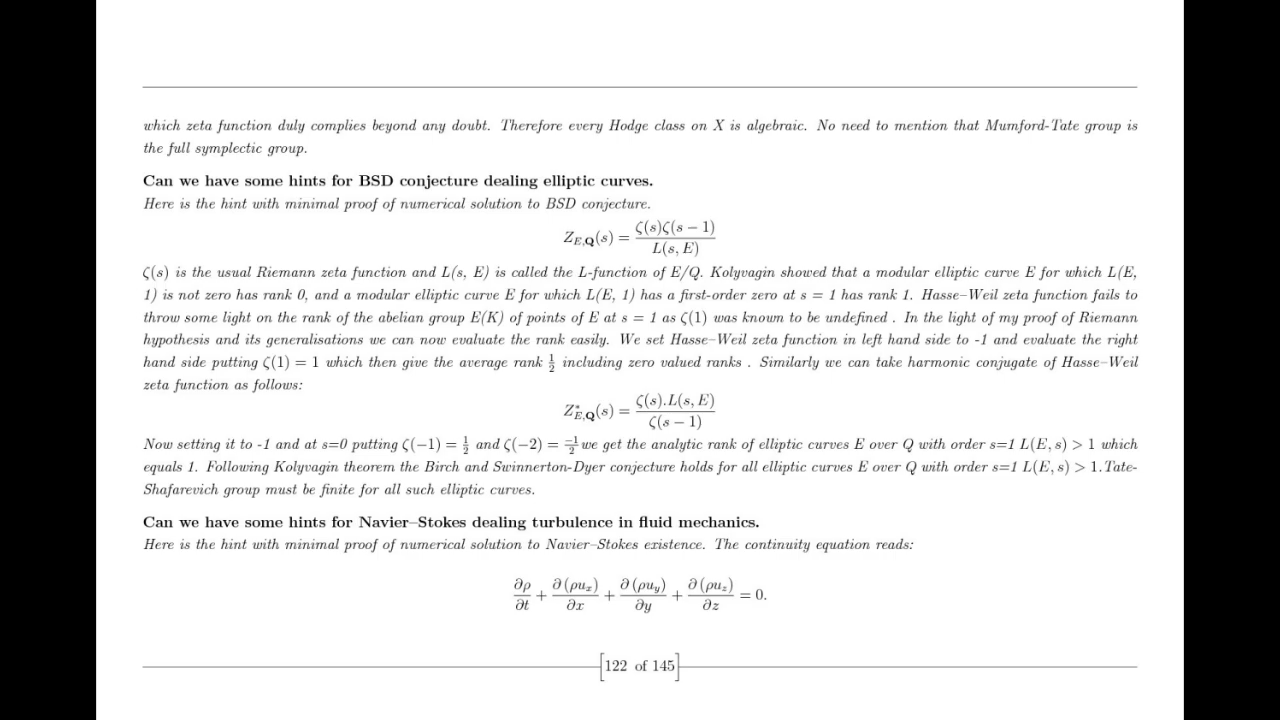 which zeta function duly complies beyond any doubt. Therefore every Hodge class on X is algebraic. No need to mention that Mumford-Tate group is
the full symplectic group.
Can we have some hints for BSD conjecture dealing elliptic curves.
Here is the hint with minimal proof of numerical solution to BSD conjecture.
Z_{E,Q}(s) = \frac{ζ(s)ζ(s − 1)}{L(s, E)}
ζ(s) is the usual Riemann zeta function and L(s, E) is called the L-function of E/Q. Kolyvagin showed that a modular elliptic curve E for which L(E,
1) is not zero has rank 0, and a modular elliptic curve E for which L(E, 1) has a first-order zero at s = 1 has rank 1. Hasse–Weil zeta function fails to
throw some light on the rank of the abelian group E(K) of points of E at s = 1 as ζ(1) was known to be undefined . In the light of my proof of Riemann
hypothesis and its generalisations we can now evaluate the rank easily. We set Hasse–Weil zeta function in left hand side to -1 and evaluate the right
hand side putting ζ(1) = 1 which then give the average rank \frac{1}{2} including zero valued ranks . Similarly we can take harmonic conjugate of Hasse–Weil
zeta function as follows:
Z^*_{E,Q}(s) = \frac{ζ(s).L(s, E)}{ζ(s − 1)}
Now setting it to -1 and at s=0 putting ζ(−1) = \frac{1}{2} and ζ(−2) = \frac{−1}{2} we get the analytic rank of elliptic curves E over Q with order s=1 L(E, s) > 1 which
equals 1. Following Kolyvagin theorem the Birch and Swinnerton-Dyer conjecture holds for all elliptic curves E over Q with order s=1 L(E, s) > 1.Tate-
Shafarevich group must be finite for all such elliptic curves.
Can we have some hints for Navier–Stokes dealing turbulence in fluid mechanics.
Here is the hint with minimal proof of numerical solution to Navier–Stokes existence. The continuity equation reads:
\frac{∂ρ}{∂t} + \frac{∂(ρu_x)}{∂x} + \frac{∂(ρu_y)}{∂y} + \frac{∂(ρu_z)}{∂z} = 0.
[122 of 145]